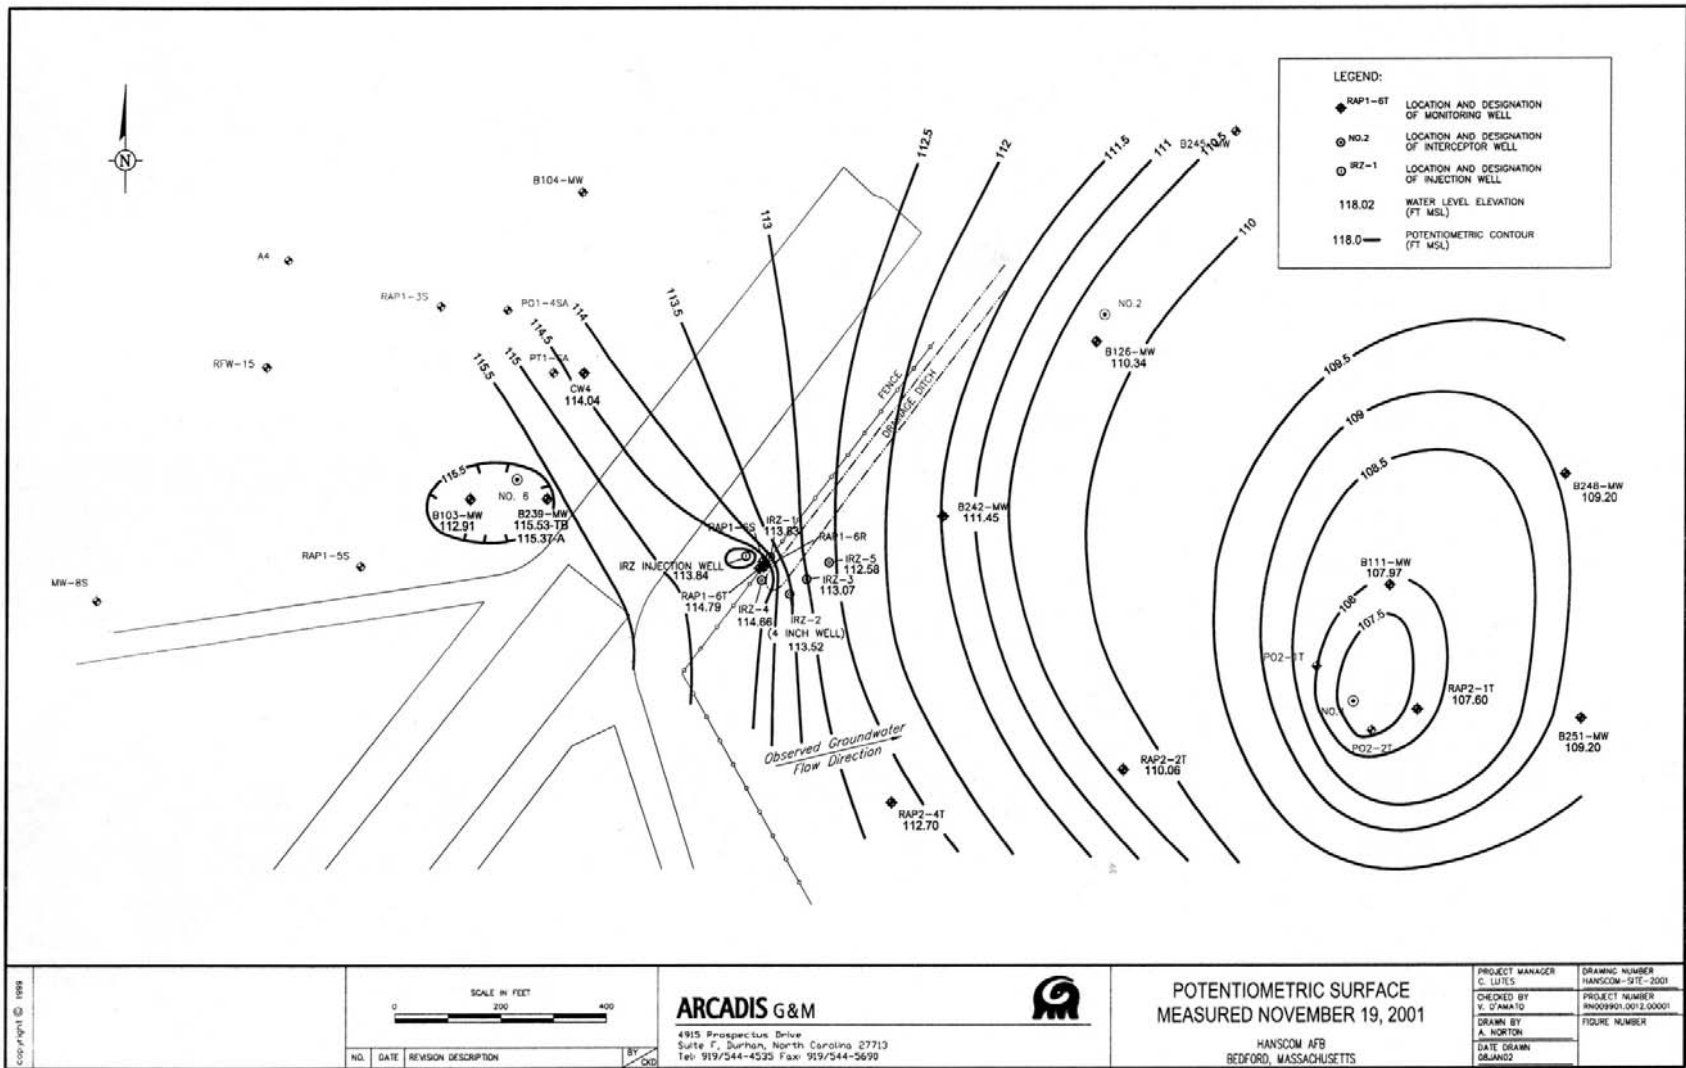 LEGEND:
RAP1-6T LOCATION AND DESIGNATION
OF MONITORING WELL
NO.2 LOCATION AND DESIGNATION
OF INTERCEPTOR WELL
IRZ-1 LOCATION AND DESIGNATION
OF INJECTION WELL
118.02 WATER LEVEL ELEVATION
(FT MSL)
118.0 POTENTIOMETRIC CONTOUR
(FT MSL)
N
112.5
112
111.5
111
110.5
B245-MW
110
B104-MW
113
A4
RAP1-3S
PO1-4SA
114
113.5
114.5
115
115.5
RFW-15
PT1-
CW4
114.04
NO.2
B126-MW
110.34
FENCE
DRAINAGE DITCH
109.5
109
108.5
NO. 6
B103-MW
112.91
B239-MW
115.53-TB
115.37-A
B242-MW
111.45
B248-MW
109.20
RAP1-5S
MW-8S
IRZ-1
113.83
RAP1-6R
IRZ INJECTION WELL
113.84
IRZ-5
112.58
IRZ-3
113.07
RAP1-6T
114.79
IRZ-4
114.66
IRZ-2
(4 INCH WELL)
113.52
B111-MW
107.97
108
107.5
PO2-1T
RAP2-1T
107.60
PO2-2T
B251-MW
109.20
Observed Groundwater
Flow Direction
RAP2-2T
110.06
RAP2-4T
112.70
copyright © 1999
SCALE IN FEET
0 200 400
NO. DATE REVISION DESCRIPTION BY CKD
ARCADIS G&M
4915 Prospectus Drive
Suite F, Durham, North Carolina 27713
Tel: 919/544-4535 Fax: 919/544-5690
POTENTIOMETRIC SURFACE
MEASURED NOVEMBER 19, 2001
HANSCOM AFB
BEDFORD, MASSACHUSETTS
PROJECT MANAGER
C. LUTES
DRAWING NUMBER
HANSCOM-SITE-2001
CHECKED BY
V. D'AMATO
PROJECT NUMBER
RN009901.0012.00001
DRAWN BY
A. NORTON
FIGURE NUMBER
DATE DRAWN
08JAN02